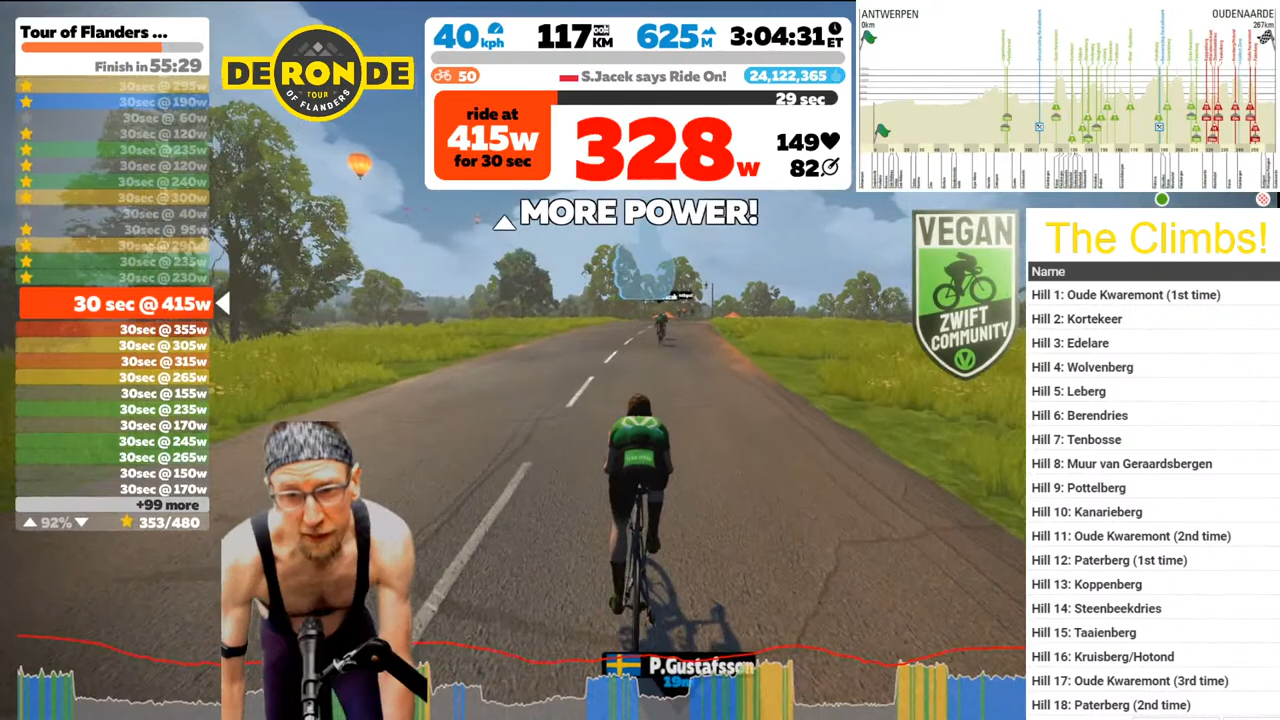 Tour of Flanders ...
Finish in 55:29
30sec @ 295w
30sec @ 190w
30sec @ 60w
30sec @ 120w
30sec @ 235w
30sec @ 120w
30sec @ 240w
30sec @ 300w
30sec @ 40w
30sec @ 95w
30sec @ 290w
30sec @ 235w
30sec @ 230w
30 sec @ 415w
30sec @ 355w
30sec @ 305w
30sec @ 315w
30sec @ 265w
30sec @ 155w
30sec @ 235w
30sec @ 170w
30sec @ 245w
30sec @ 265w
30sec @ 150w
30sec @ 170w
+99 more
92%
353/480
DERONDE
TOUR
OF FLANDERS
40 kph
117 KM
625 M
3:04:31 ET
50
S.Jacek says Ride On!
24,122,365
ride at
415w
for 30 sec
29 sec
328w
149
82
MORE POWER!
ANTWERPEN
0km
OUDENAARDE
267km
VEGAN
ZWIFT
COMMUNITY
The Climbs!
Name
Hill 1: Oude Kwaremont (1st time)
Hill 2: Kortekeer
Hill 3: Edelare
Hill 4: Wolvenberg
Hill 5: Leberg
Hill 6: Berendries
Hill 7: Tenbosse
Hill 8: Muur van Geraardsbergen
Hill 9: Pottelberg
Hill 10: Kanarieberg
Hill 11: Oude Kwaremont (2nd time)
Hill 12: Paterberg (1st time)
Hill 13: Koppenberg
Hill 14: Steenbeekdries
Hill 15: Taaienberg
Hill 16: Kruisberg/Hotond
Hill 17: Oude Kwaremont (3rd time)
Hill 18: Paterberg (2nd time)
P.Gustafsson